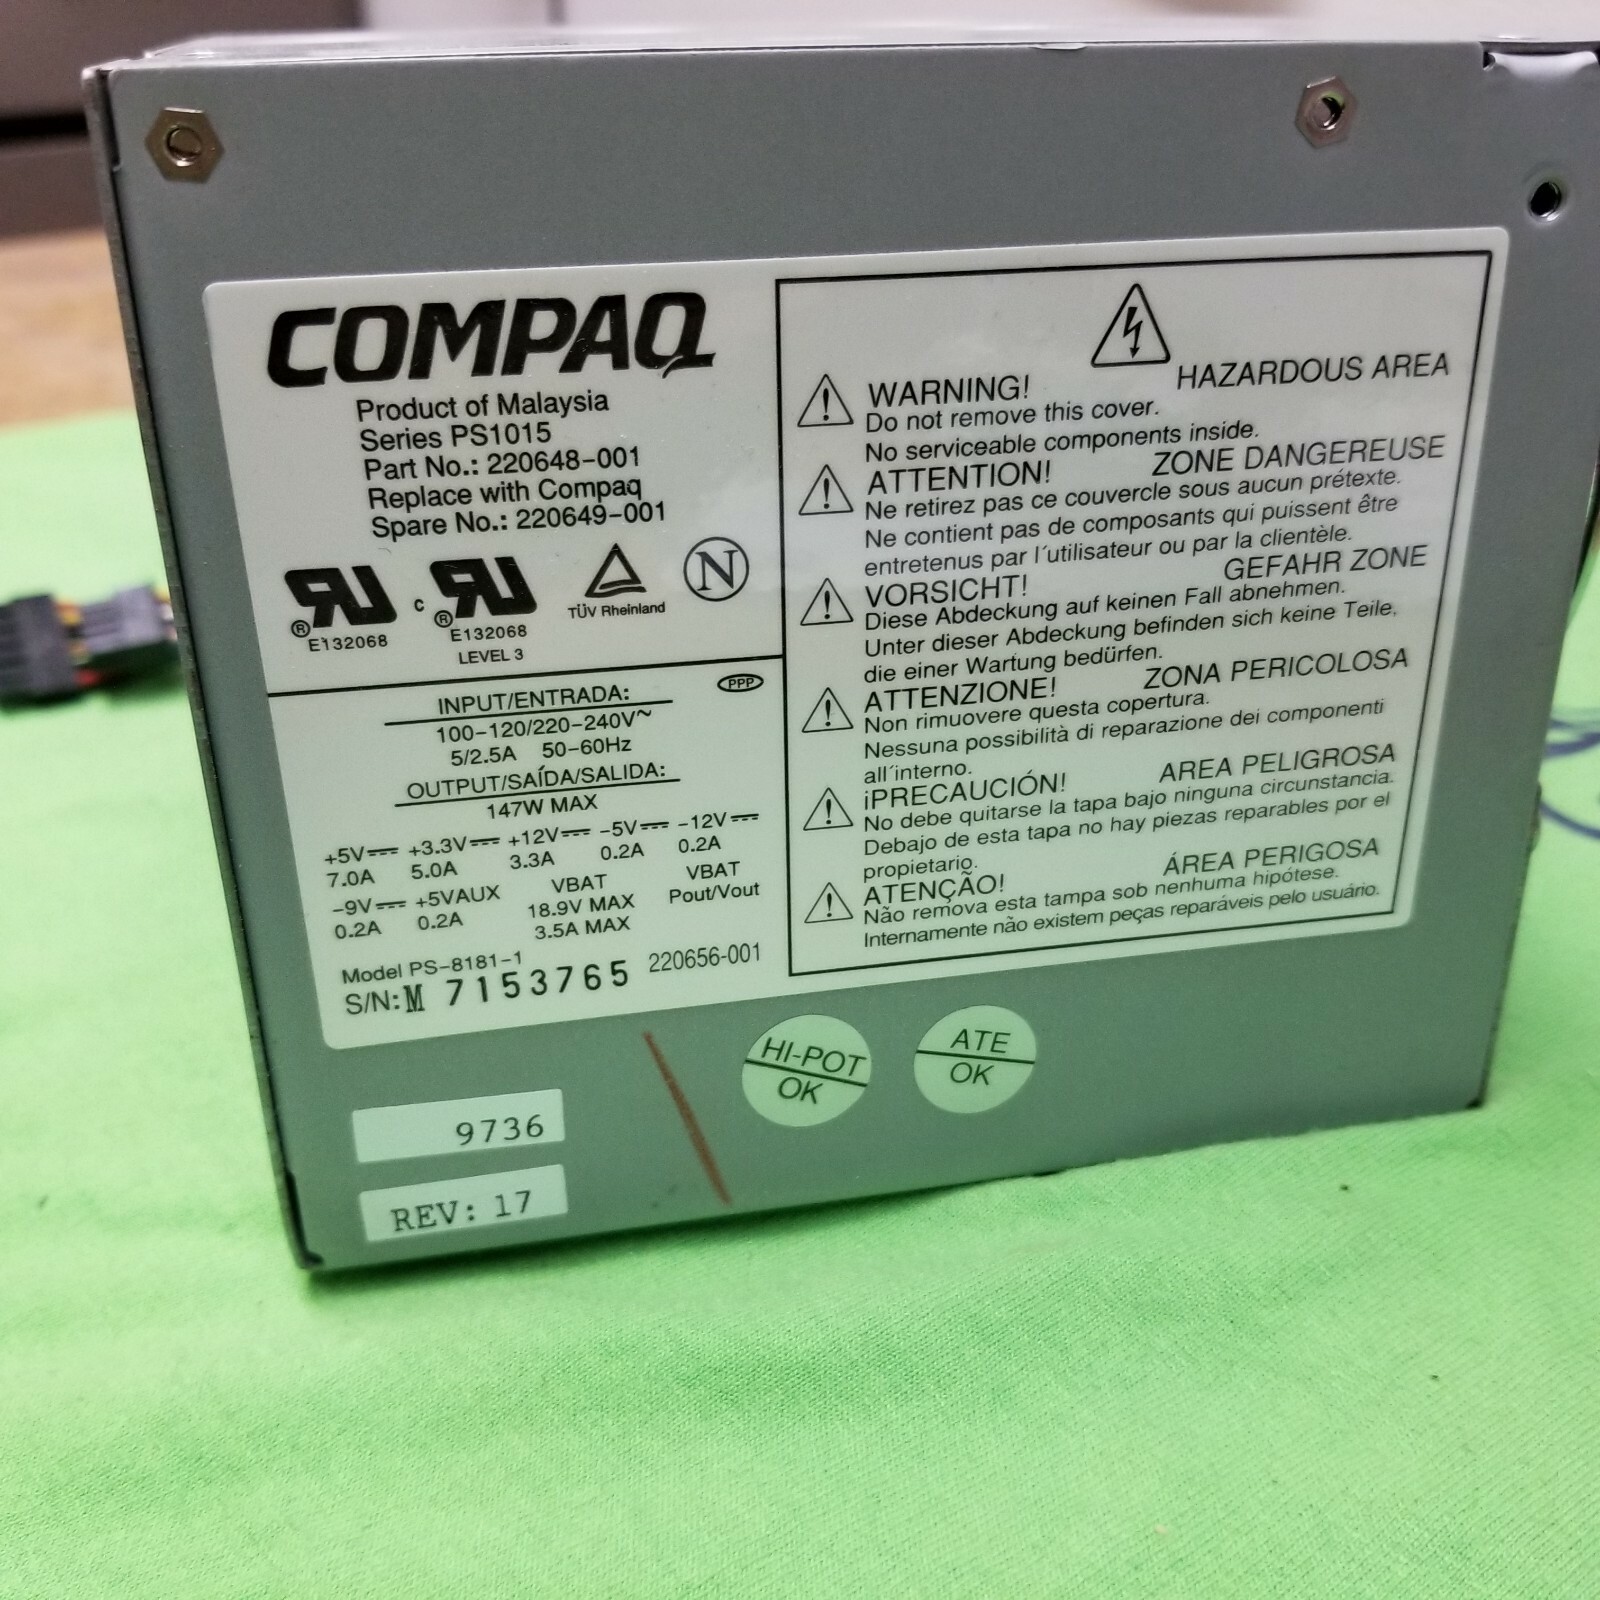 COMPAQ
Product of Malaysia
Series PS1015
Part No.: 220648-001
Replace with Compaq
Spare No.: 220649-001
E132068
c
E132068
LEVEL 3
TÜV Rheinland
N
INPUT/ENTRADA:
PPP
100-120/220-240V~
5/2.5A 50-60Hz
OUTPUT/SAÍDA/SALIDA:
147W MAX
+5V⎓ +3.3V⎓ +12V⎓ -5V⎓ -12V⎓
7.0A 5.0A 3.3A 0.2A 0.2A
-9V⎓ +5VAUX VBAT VBAT
0.2A 0.2A 18.9V MAX Pout/Vout
3.5A MAX
Model PS-8181-1
S/N: M 7153765 220656-001
HAZARDOUS AREA
WARNING!
Do not remove this cover.
No serviceable components inside.
ATTENTION! ZONE DANGEREUSE
Ne retirez pas ce couvercle sous aucun prétexte.
Ne contient pas de composants qui puissent être
entretenus par l´utilisateur ou par la clientèle.
VORSICHT! GEFAHR ZONE
Diese Abdeckung auf keinen Fall abnehmen.
Unter dieser Abdeckung befinden sich keine Teile,
die einer Wartung bedürfen.
ATTENZIONE! ZONA PERICOLOSA
Non rimuovere questa copertura.
Nessuna possibilità di reparazione dei componenti
all´interno.
¡PRECAUCIÓN! AREA PELIGROSA
No debe quitarse la tapa bajo ninguna circunstancia.
Debajo de esta tapa no hay piezas reparables por el
propietario.
ATENÇÃO! ÁREA PERIGOSA
Não remova esta tampa sob nenhuma hipótese.
Internamente não existem peças reparáveis pelo usuário.
HI-POT
OK
ATE
OK
9736
REV: 17